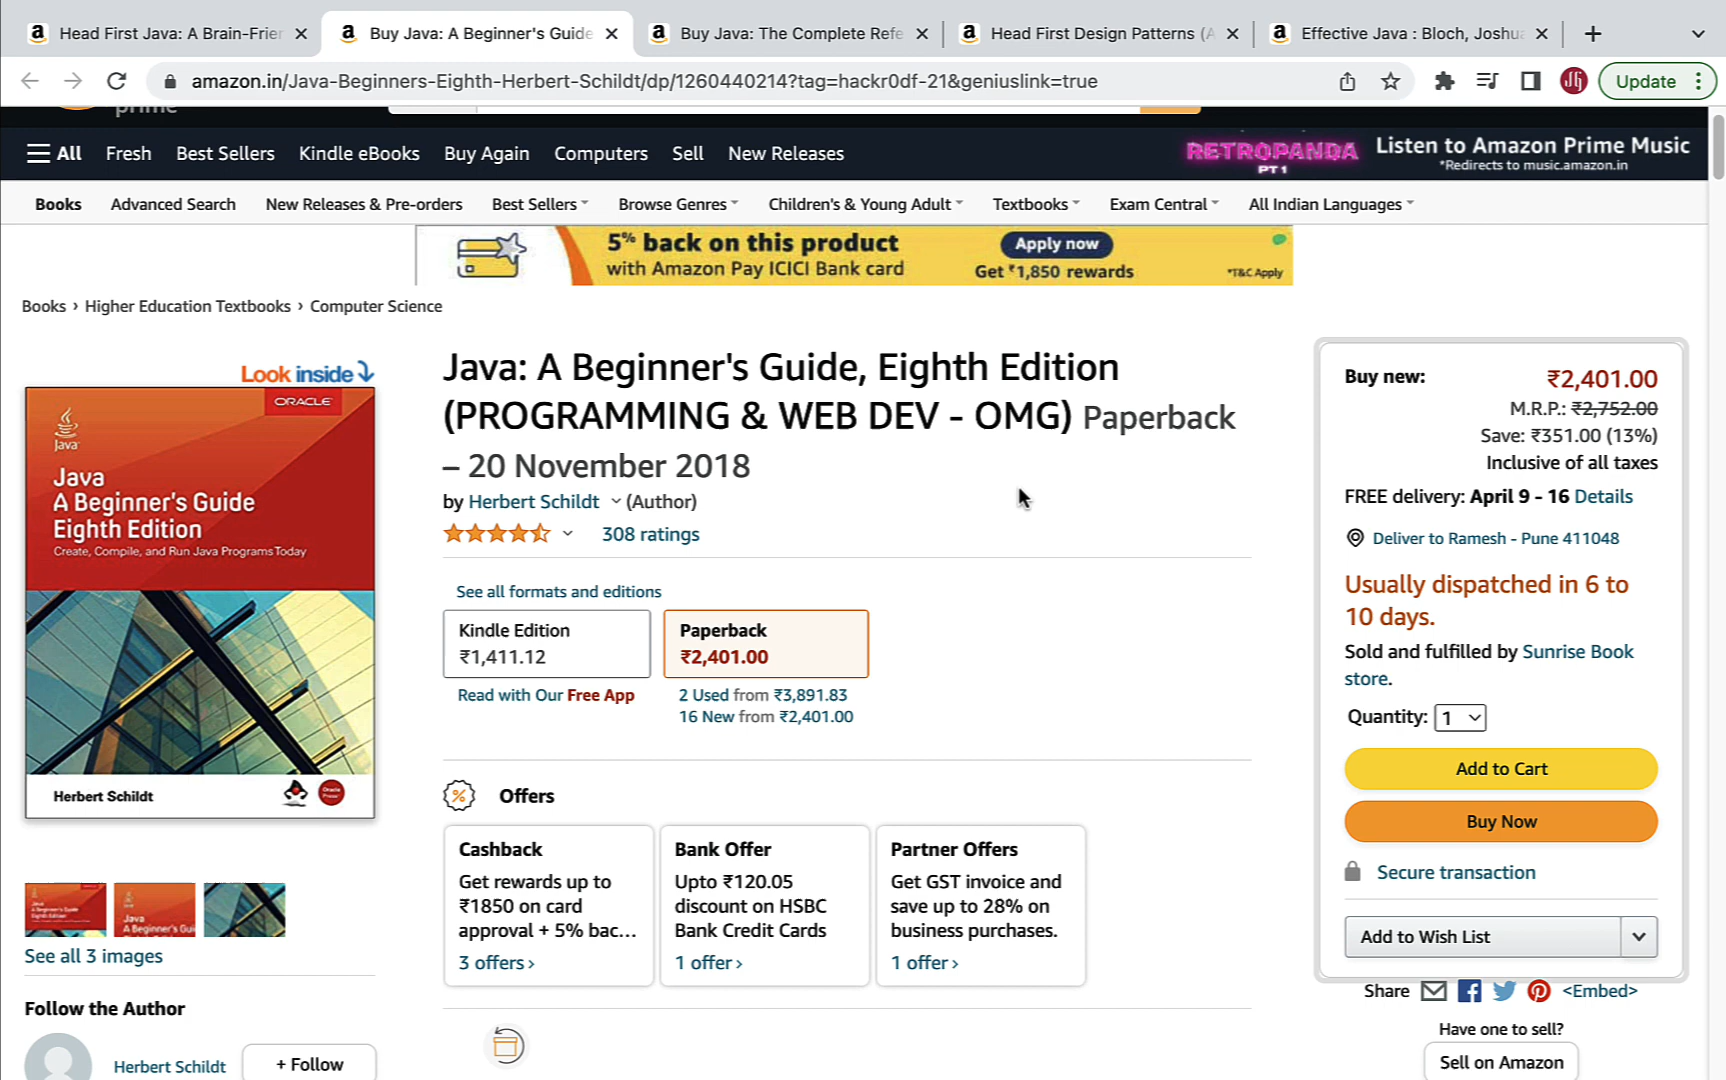 Head First Java: A Brain-Frier
Buy Java: A Beginner's Guide
Buy Java: The Complete Refe
Head First Design Patterns (A
Effective Java : Bloch, Joshua
amazon.in/Java-Beginners-Eighth-Herbert-Schildt/dp/1260440214?tag=hackr0df-21&geniuslink=true
Update
prime
All Fresh Best Sellers Kindle eBooks Buy Again Computers Sell New Releases
RETROPANDA
PT 1
Listen to Amazon Prime Music
*Redirects to music.amazon.in
Books Advanced Search New Releases & Pre-orders Best Sellers Browse Genres Children's & Young Adult Textbooks Exam Central All Indian Languages
5% back on this product
with Amazon Pay ICICI Bank card
Apply now
Get ₹1,850 rewards
*T&C Apply
Books › Higher Education Textbooks › Computer Science
Look inside
ORACLE
Java
Java
A Beginner's Guide
Eighth Edition
Create, Compile, and Run Java Programs Today
Herbert Schildt
See all 3 images
Follow the Author
Herbert Schildt
+ Follow
Java: A Beginner's Guide, Eighth Edition
(PROGRAMMING & WEB DEV - OMG) Paperback
– 20 November 2018
by Herbert Schildt (Author)
308 ratings
See all formats and editions
Kindle Edition
₹1,411.12
Read with Our Free App
Paperback
₹2,401.00
2 Used from ₹3,891.83
16 New from ₹2,401.00
% Offers
Cashback
Get rewards up to
₹1850 on card
approval + 5% bac...
3 offers ›
Bank Offer
Upto ₹120.05
discount on HSBC
Bank Credit Cards
1 offer ›
Partner Offers
Get GST invoice and
save up to 28% on
business purchases.
1 offer ›
Buy new: ₹2,401.00
M.R.P.: ₹2,752.00
Save: ₹351.00 (13%)
Inclusive of all taxes
FREE delivery: April 9 - 16 Details
Deliver to Ramesh - Pune 411048
Usually dispatched in 6 to
10 days.
Sold and fulfilled by Sunrise Book
store.
Quantity: 1
Add to Cart
Buy Now
Secure transaction
Add to Wish List
Share <Embed>
Have one to sell?
Sell on Amazon